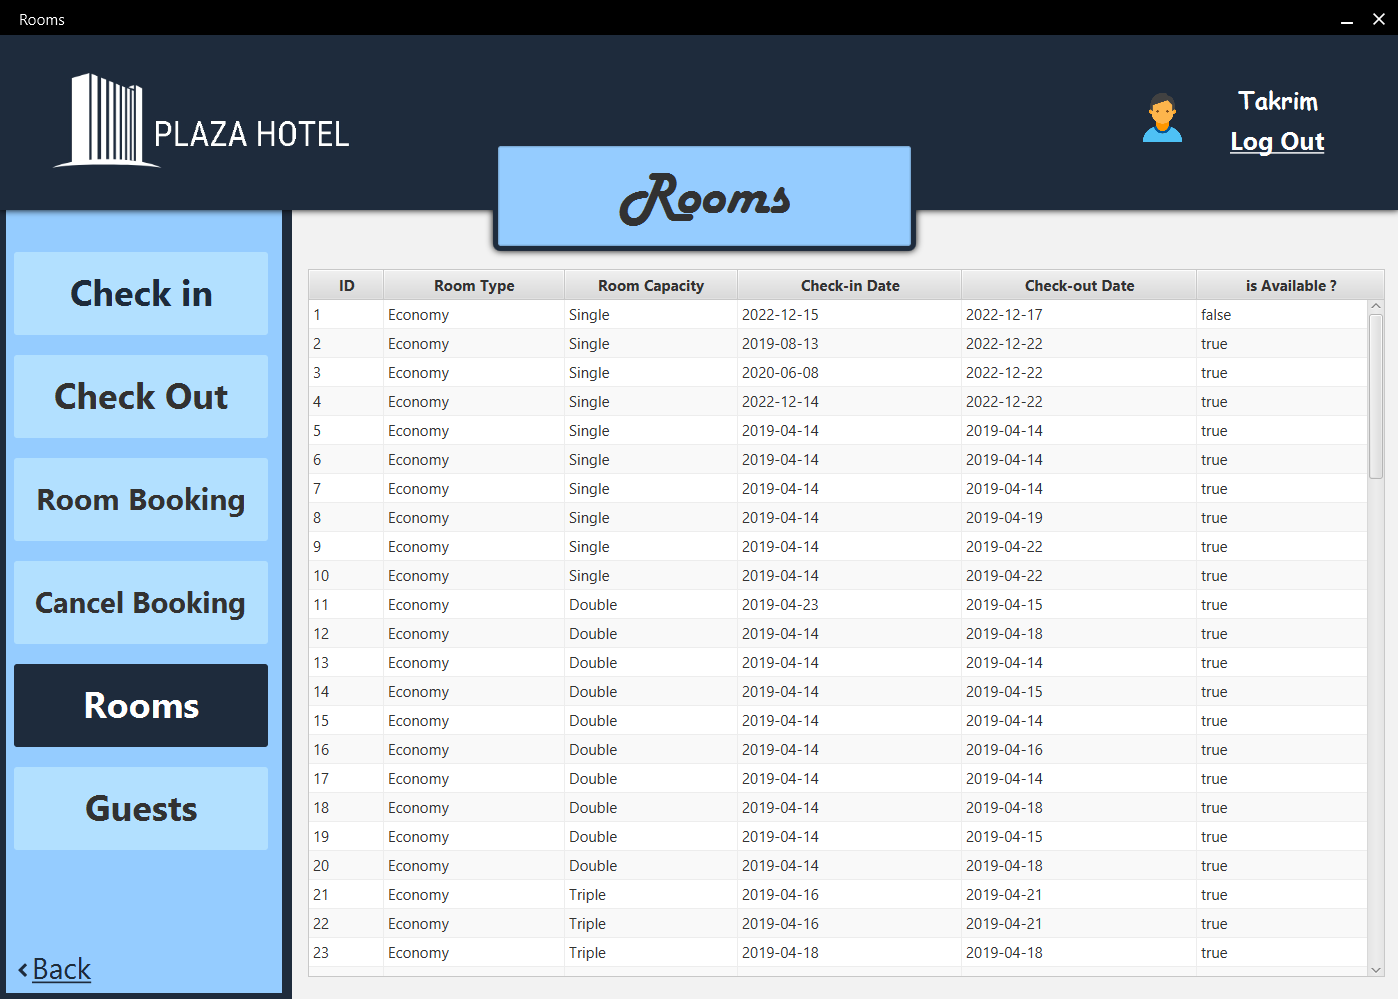 Rooms
PLAZA HOTEL
Takrim
Log Out
Rooms
Check in
Check Out
Room Booking
Cancel Booking
Rooms
Guests
Back
ID Room Type Room Capacity Check-in Date Check-out Date is Available ?
1 Economy Single 2022-12-15 2022-12-17 false
2 Economy Single 2019-08-13 2022-12-22 true
3 Economy Single 2020-06-08 2022-12-22 true
4 Economy Single 2022-12-14 2022-12-22 true
5 Economy Single 2019-04-14 2019-04-14 true
6 Economy Single 2019-04-14 2019-04-14 true
7 Economy Single 2019-04-14 2019-04-14 true
8 Economy Single 2019-04-14 2019-04-19 true
9 Economy Single 2019-04-14 2019-04-22 true
10 Economy Single 2019-04-14 2019-04-22 true
11 Economy Double 2019-04-23 2019-04-15 true
12 Economy Double 2019-04-14 2019-04-18 true
13 Economy Double 2019-04-14 2019-04-14 true
14 Economy Double 2019-04-14 2019-04-15 true
15 Economy Double 2019-04-14 2019-04-14 true
16 Economy Double 2019-04-14 2019-04-16 true
17 Economy Double 2019-04-14 2019-04-14 true
18 Economy Double 2019-04-14 2019-04-18 true
19 Economy Double 2019-04-14 2019-04-15 true
20 Economy Double 2019-04-14 2019-04-18 true
21 Economy Triple 2019-04-16 2019-04-21 true
22 Economy Triple 2019-04-16 2019-04-21 true
23 Economy Triple 2019-04-18 2019-04-18 true